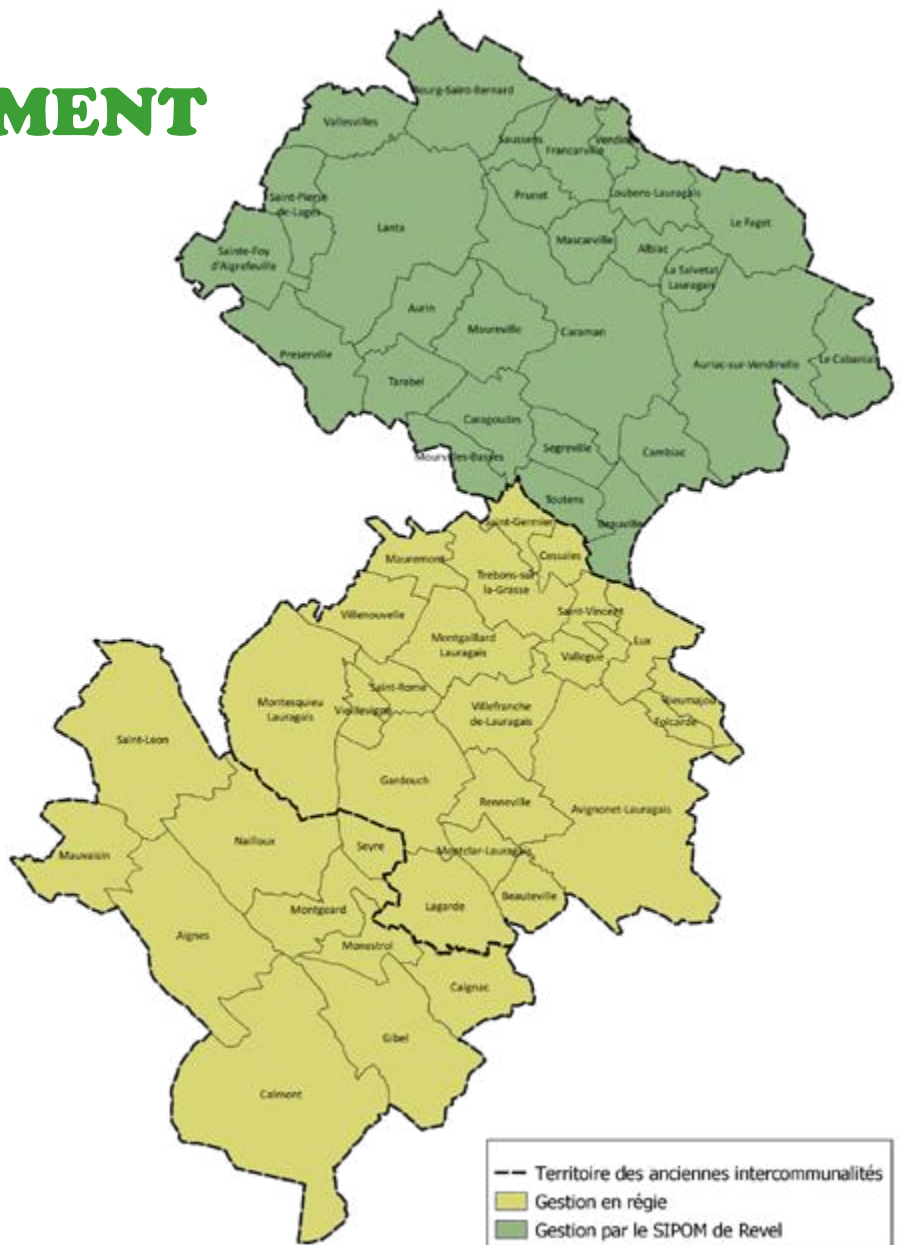 MENT
Bourg-Saint-Bernard
Vallesvilles
Saussens
Francarville
Vendine
Saint-Pierre
de-Lages
Prunet
Loubens-Lauragais
Le Faget
Lanta
Mascarville
Albiac
Sainte-Foy
d'Aigrefeuille
La Salvetat
Lauragais
Aurin
Maureville
Caraman
Preserville
Auriac-sur-Vendinelle
Le Cabanial
Tarabel
Caragoudes
Segreville
Cambiac
Mourvilles-Basses
Toutens
Beauville
Saint-Germier
Mauremont
Cessales
Trebons-sur
la-Grasse
Villenouvelle
Saint-Vincent
Montgaillard
Lauragais
Lux
Vallegue
Saint-Rome
Rieumajou
Montesquieu
Lauragais
Vieillevigne
Villefranche
de-Lauragais
Folcarde
Saint-Leon
Gardouch
Renneville
Avignonet-Lauragais
Nailloux
Seyre
Montclar-Lauragais
Mauvaisin
Beauteville
Montgeard
Lagarde
Aignes
Monestrol
Caignac
Gibel
Calmont
Territoire des anciennes intercommunalités
Gestion en régie
Gestion par le SIPOM de Revel